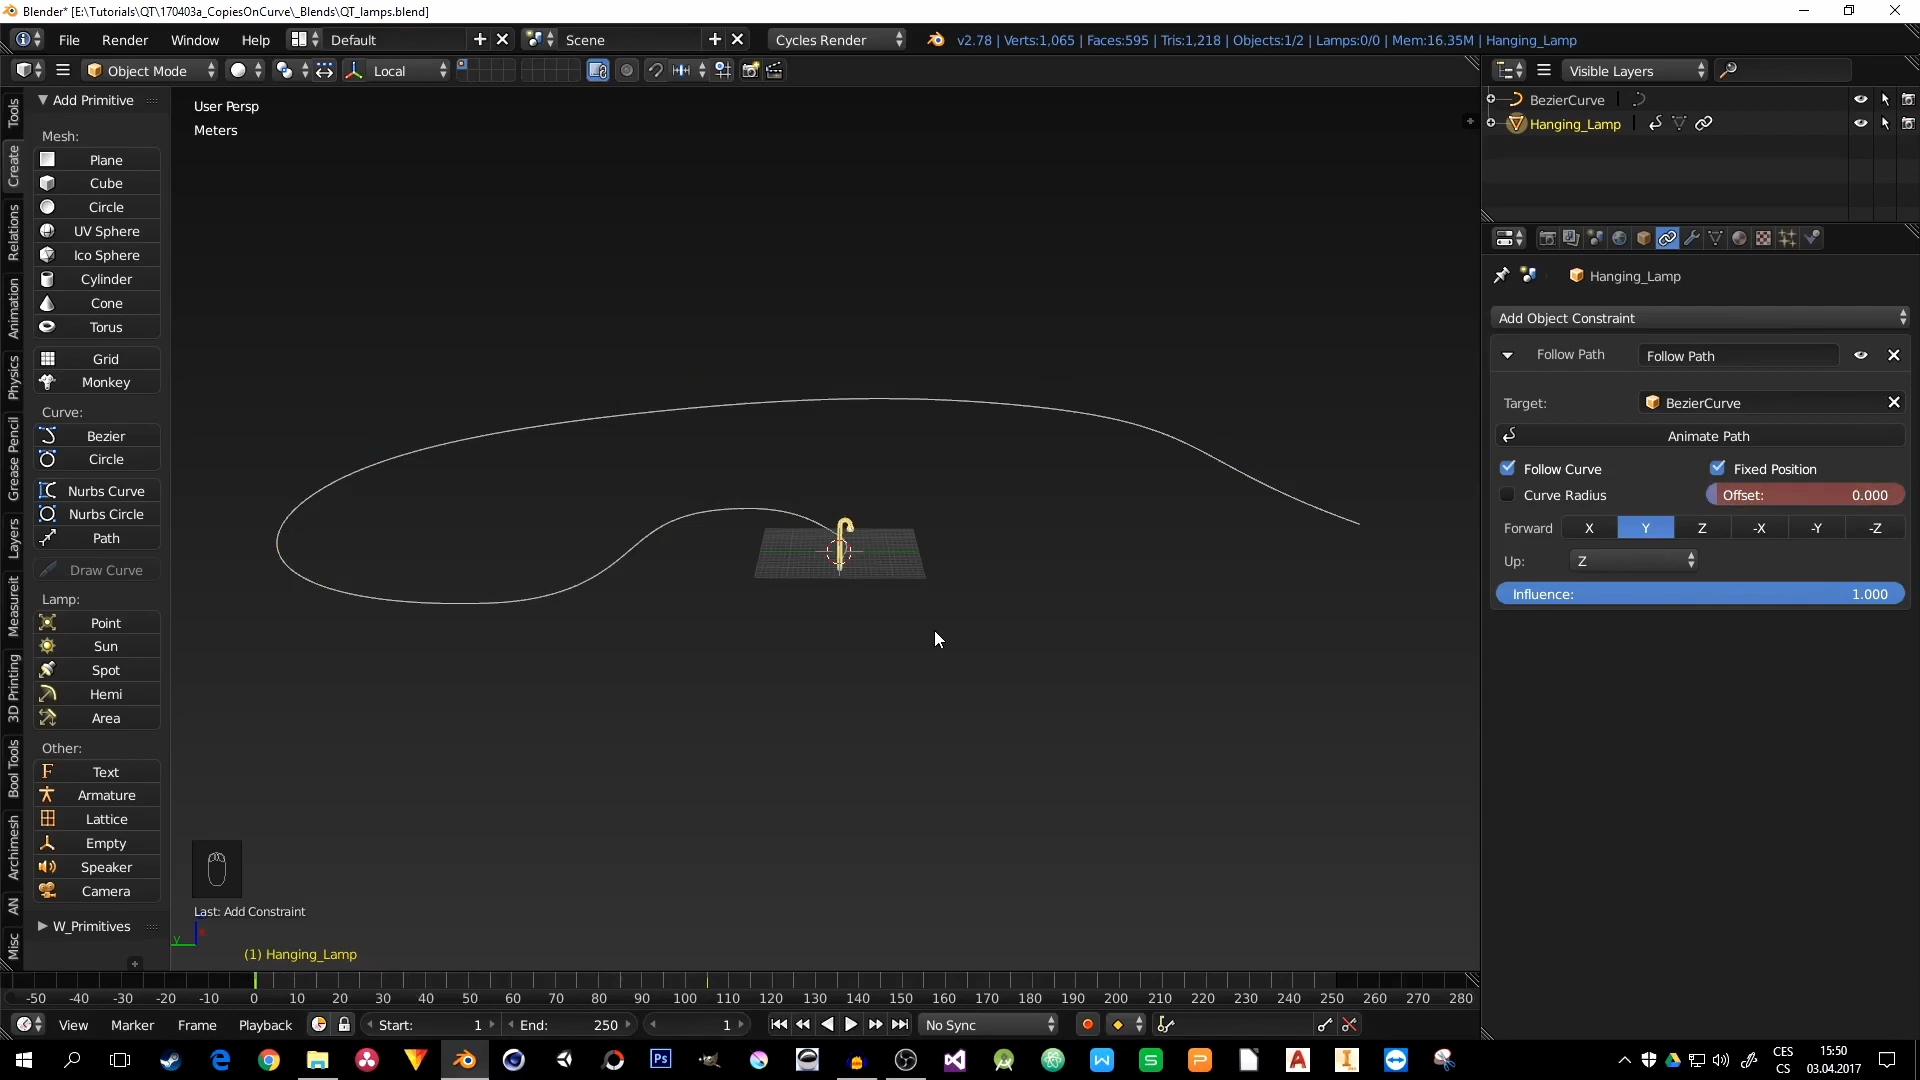 Blender* [E:\Tutorials\QT\170403a_CopiesOnCurve\_Blends\QT_lamps.blend]
File Render Window Help Default Scene Cycles Render v2.78 | Verts:1,065 | Faces:595 | Tris:1,218 | Objects:1/2 | Lamps:0/0 | Mem:16.35M | Hanging_Lamp
Object Mode Local Visible Layers
Tools
Create
Relations
Animation
Physics
Grease Pencil
Layers
Measureit
3D Printing
Bool Tools
Archimesh
AN
Misc
Add Primitive
Mesh:
Plane
Cube
Circle
UV Sphere
Ico Sphere
Cylinder
Cone
Torus
Grid
Monkey
Curve:
Bezier
Circle
Nurbs Curve
Nurbs Circle
Path
Draw Curve
Lamp:
Point
Sun
Spot
Hemi
Area
Other:
Text
Armature
Lattice
Empty
Speaker
Camera
W_Primitives
User Persp
Meters
Last: Add Constraint
y
(1) Hanging_Lamp
BezierCurve
Hanging_Lamp
Hanging_Lamp
Add Object Constraint
Follow Path Follow Path
Target: BezierCurve
Animate Path
Follow Curve Fixed Position
Curve Radius Offset: 0.000
Forward X Y Z -X -Y -Z
Up: Z
Influence: 1.000
-50 -40 -30 -20 -10 0 10 20 30 40 50 60 70 80 90 100 110 120 130 140 150 160 170 180 190 200 210 220 230 240 250 260 270 280
View Marker Frame Playback Start: 1 End: 250 1 No Sync
Ps W S P A I
CES
CS
15:50
03.04.2017